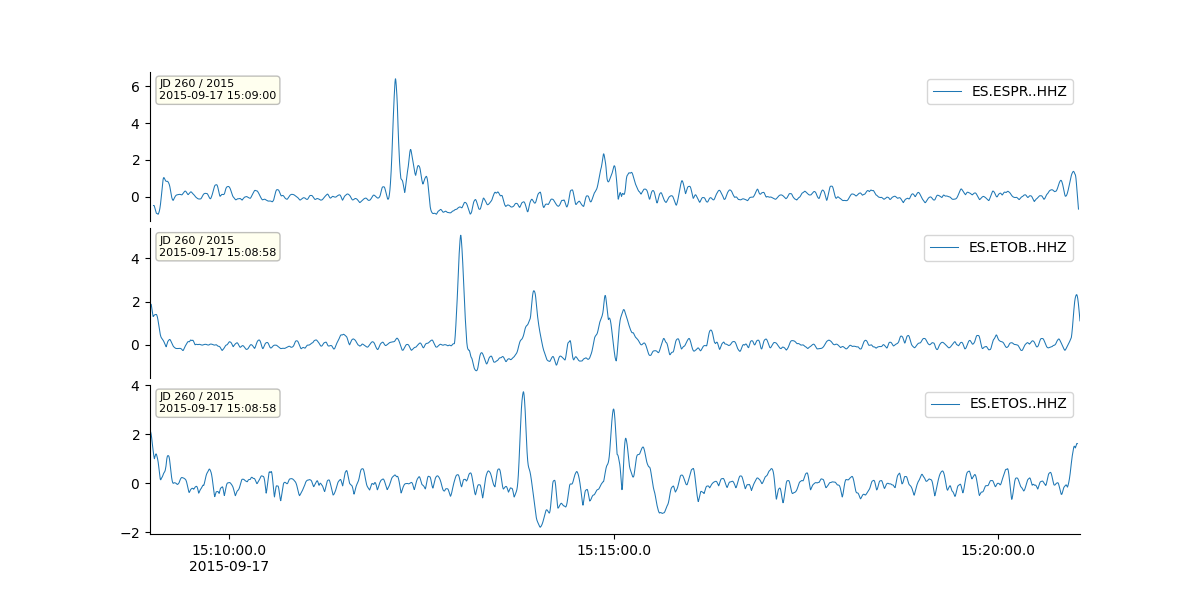 JD 260 / 2015
2015-09-17 15:09:00
ES.ESPR..HHZ
6
4
2
0
JD 260 / 2015
2015-09-17 15:08:58
ES.ETOB..HHZ
4
2
0
JD 260 / 2015
2015-09-17 15:08:58
ES.ETOS..HHZ
4
2
0
−2
15:10:00.0 15:15:00.0 15:20:00.0
2015-09-17